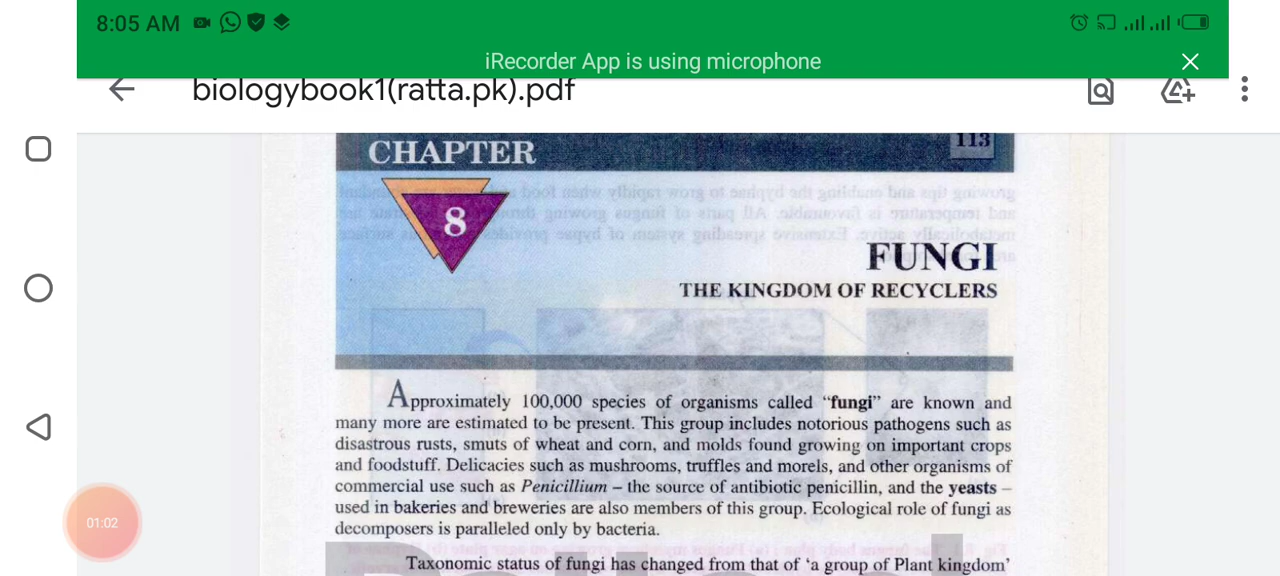 8:05 AM
iRecorder App is using microphone
biologybook1(ratta.pk).pdf
113
CHAPTER
8
FUNGI
THE KINGDOM OF RECYCLERS
Approximately 100,000 species of organisms called “fungi” are known and
many more are estimated to be present. This group includes notorious pathogens such as
disastrous rusts, smuts of wheat and corn, and molds found growing on important crops
and foodstuff. Delicacies such as mushrooms, truffles and morels, and other organisms of
commercial use such as Penicillium – the source of antibiotic penicillin, and the yeasts –
used in bakeries and breweries are also members of this group. Ecological role of fungi as
decomposers is paralleled only by bacteria.
Taxonomic status of fungi has changed from that of ‘a group of Plant kingdom’
01:02